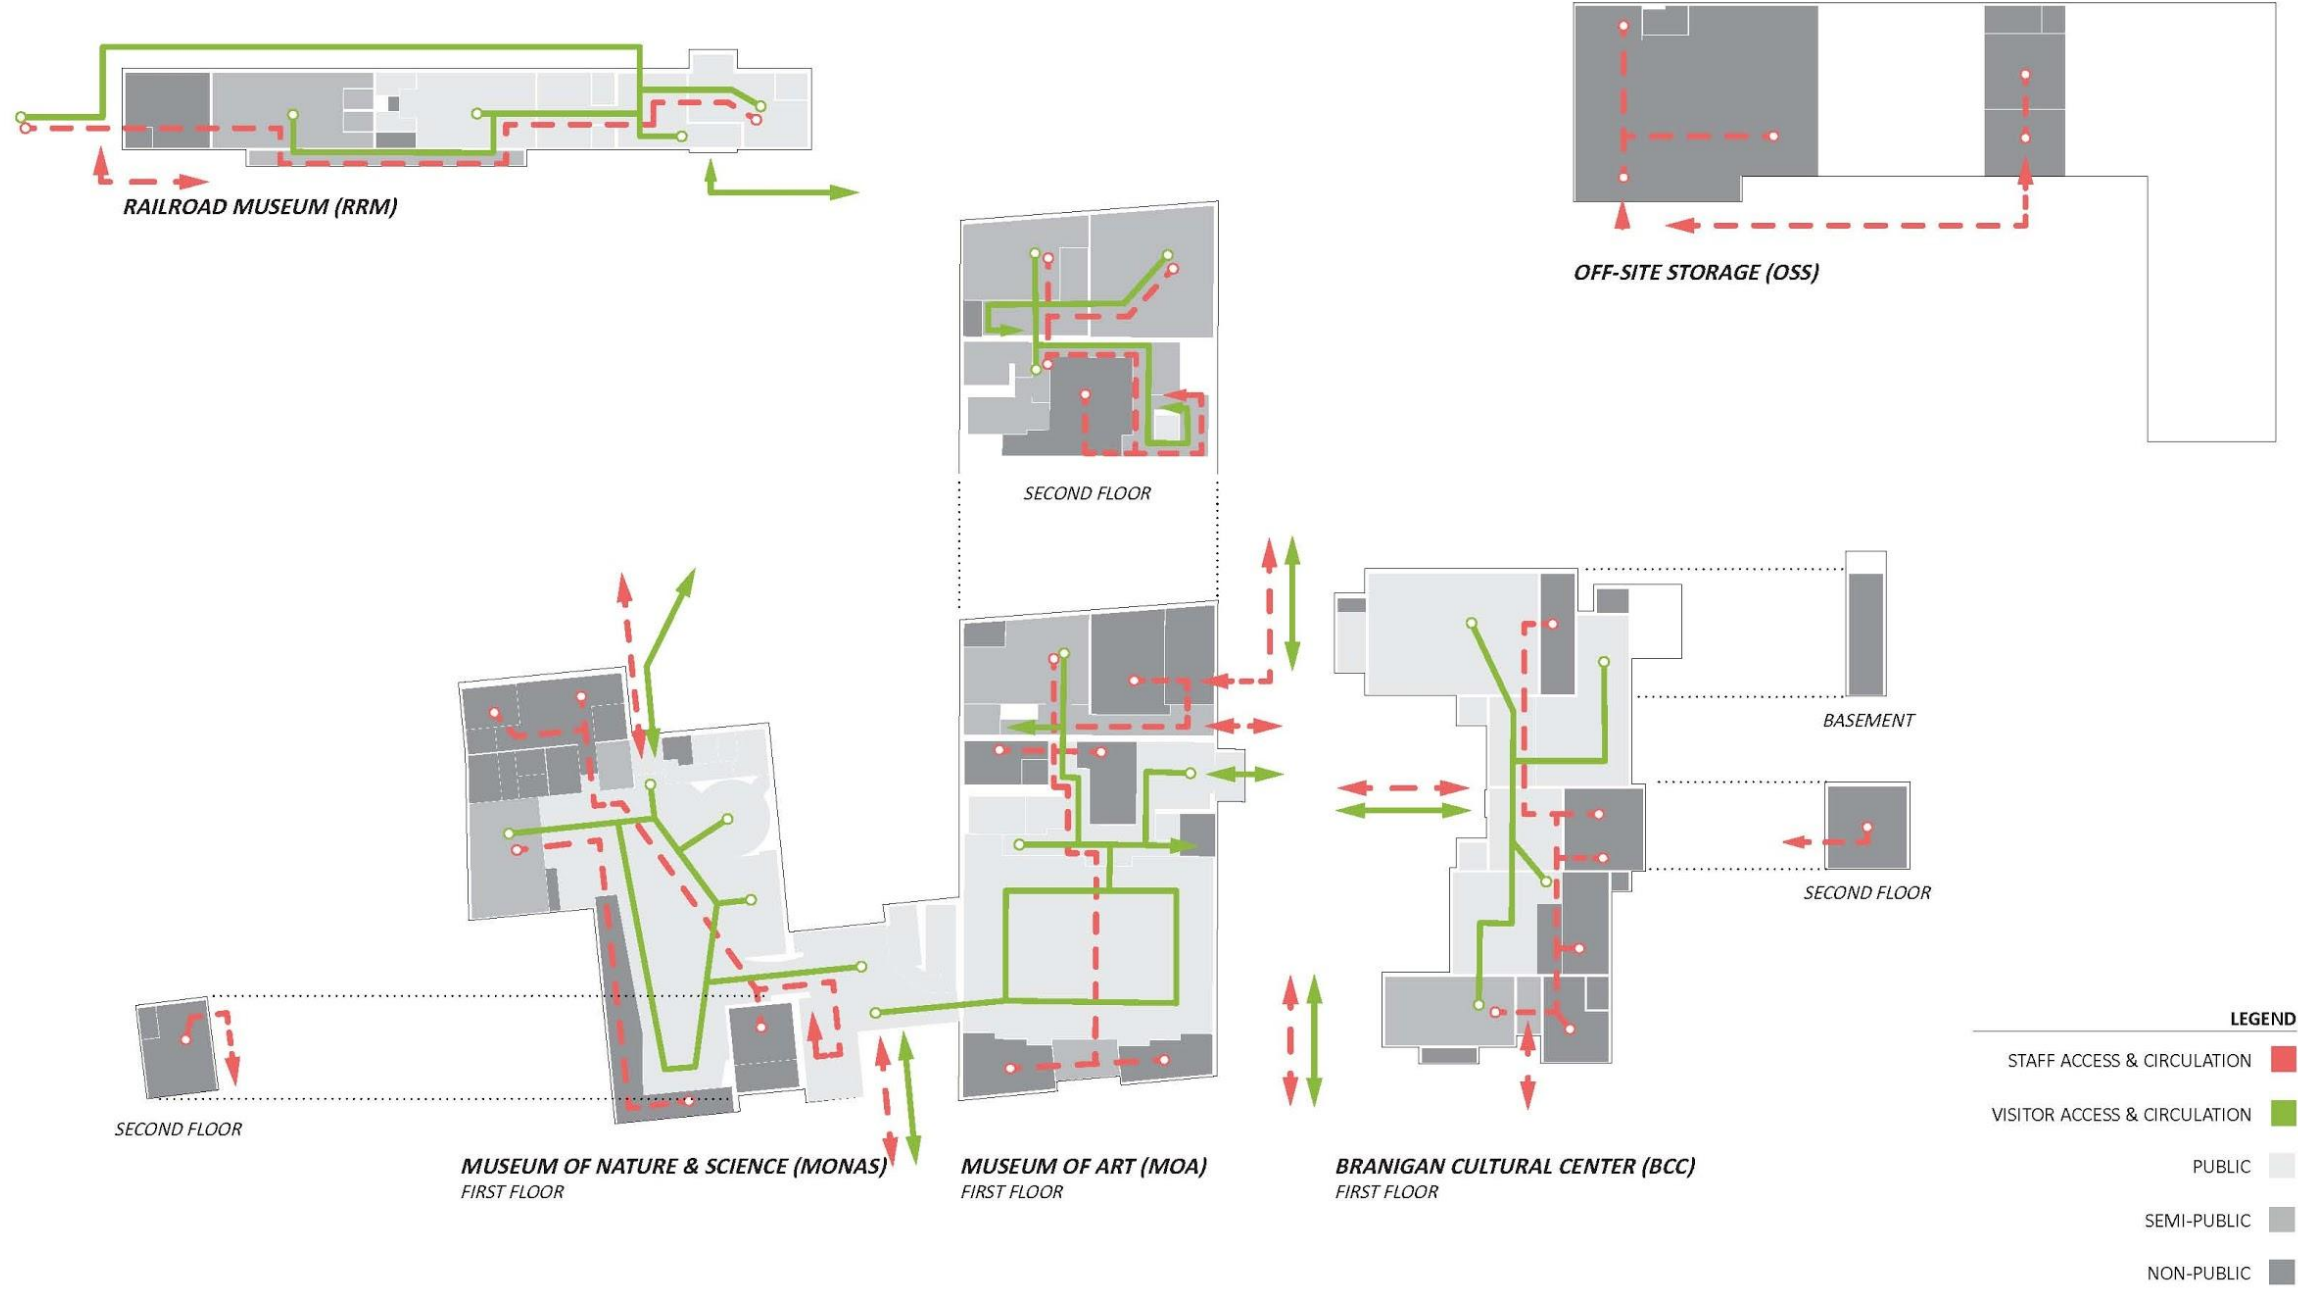 RAILROAD MUSEUM (RRM)
OFF-SITE STORAGE (OSS)
SECOND FLOOR
BASEMENT
SECOND FLOOR
SECOND FLOOR
MUSEUM OF NATURE & SCIENCE (MONAS)
FIRST FLOOR
MUSEUM OF ART (MOA)
FIRST FLOOR
BRANIGAN CULTURAL CENTER (BCC)
FIRST FLOOR
LEGEND
STAFF ACCESS & CIRCULATION
VISITOR ACCESS & CIRCULATION
PUBLIC
SEMI-PUBLIC
NON-PUBLIC